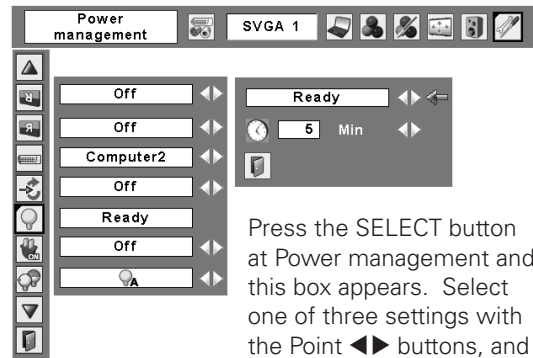 Power management
SVGA 1
Off
Off
Computer2
Off
Ready
Off
A
R
R
ON
Ready
5 Min
Press the SELECT button
at Power management and
this box appears. Select
one of three settings with
the Point ◀▶ buttons, and